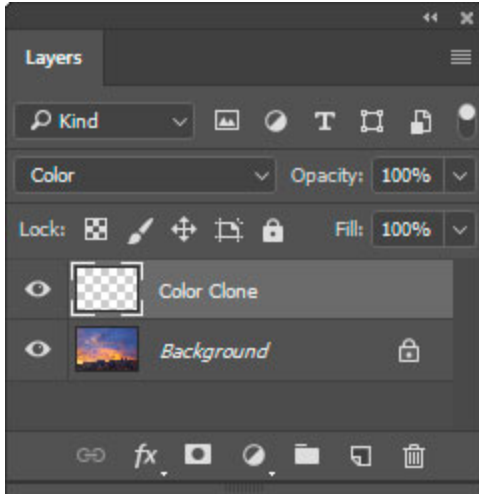 Layers
Kind
T
Color Opacity: 100%
Lock: Fill: 100%
Color Clone
Background
fx